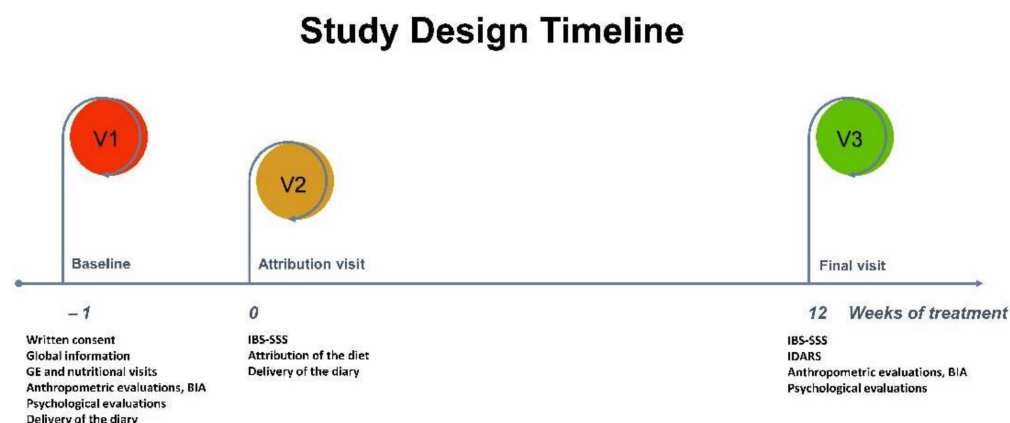 Study Design Timeline
V1
V2
V3
Baseline
Attribution visit
Final visit
– 1
0
12 Weeks of treatment
Written consent
Global information
GE and nutritional visits
Anthropometric evaluations, BIA
Psychological evaluations
Delivery of the diary
IBS-SSS
Attribution of the diet
Delivery of the diary
IBS-SSS
IDARS
Anthropometric evaluations, BIA
Psychological evaluations